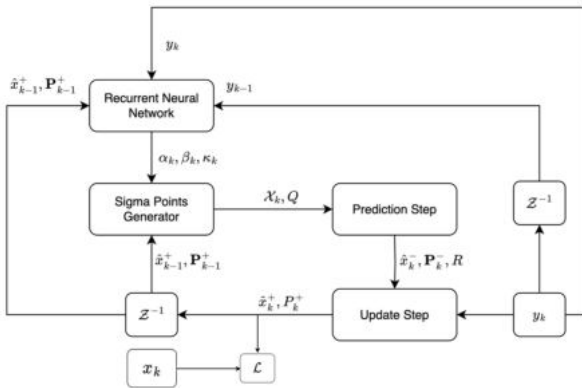 y_k
x̂⁺_{k−1}, 𝐏⁺_{k−1}
y_{k−1}
Recurrent Neural
Network
α_k, β_k, κ_k
Sigma Points
Generator
𝒳_k, Q
Prediction Step
𝒵⁻¹
x̂⁺_{k−1}, 𝐏⁺_{k−1}
x̂⁻_k, 𝐏⁻_k, R
x̂⁺_k, P⁺_k
𝒵⁻¹
Update Step
y_k
x_k
ℒ